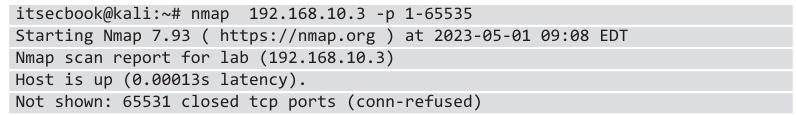 itsecbook@kali:~# nmap  192.168.10.3 -p 1-65535
Starting Nmap 7.93 ( https://nmap.org ) at 2023-05-01 09:08 EDT
Nmap scan report for lab (192.168.10.3)
Host is up (0.00013s latency).
Not shown: 65531 closed tcp ports (conn-refused)